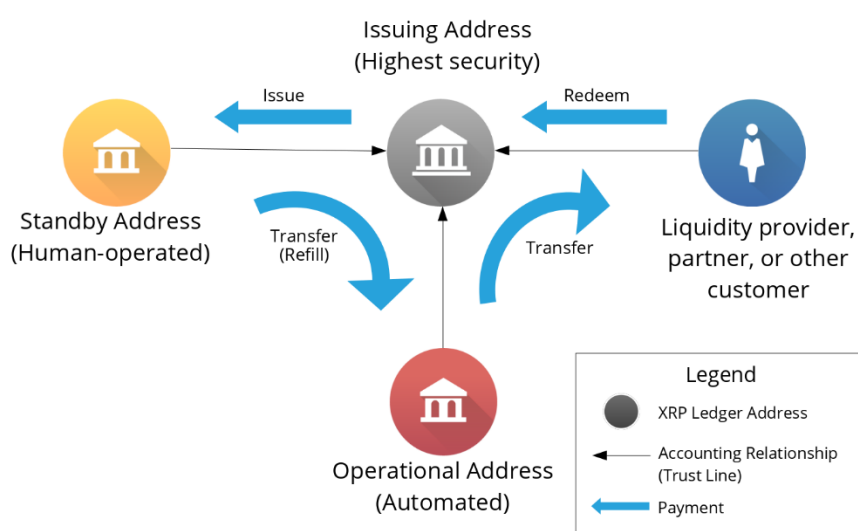 Issuing Address
(Highest security)
Issue
Redeem
Standby Address
(Human-operated)
Transfer
(Refill)
Transfer
Liquidity provider,
partner, or other
customer
Operational Address
(Automated)
Legend
XRP Ledger Address
Accounting Relationship
(Trust Line)
Payment